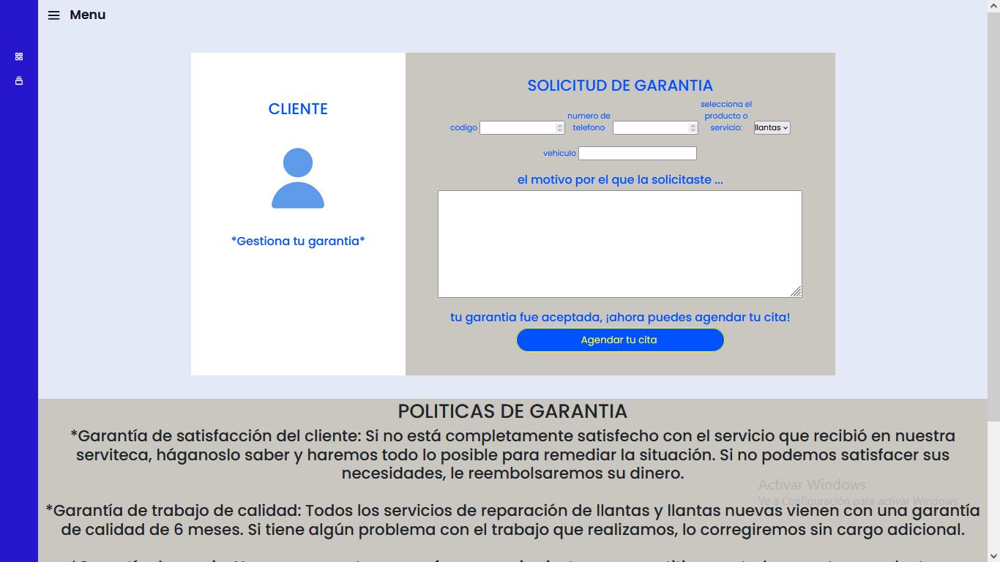 Menu
CLIENTE
*Gestiona tu garantia*
SOLICITUD DE GARANTIA
codigo
numero de
telefono
selecciona el
producto o
servicio:
llantas
vehiculo
el motivo por el que la solicitaste ...
tu garantia fue aceptada, ¡ahora puedes agendar tu cita!
Agendar tu cita
POLITICAS DE GARANTIA
*Garantía de satisfacción del cliente: Si no está completamente satisfecho con el servicio que recibió en nuestra
serviteca, háganoslo saber y haremos todo lo posible para remediar la situación. Si no podemos satisfacer sus
necesidades, le reembolsaremos su dinero.
*Garantía de trabajo de calidad: Todos los servicios de reparación de llantas y llantas nuevas vienen con una garantía
de calidad de 6 meses. Si tiene algún problema con el trabajo que realizamos, lo corregiremos sin cargo adicional.
Activar Windows
Ve a Configuración para activar Windows.